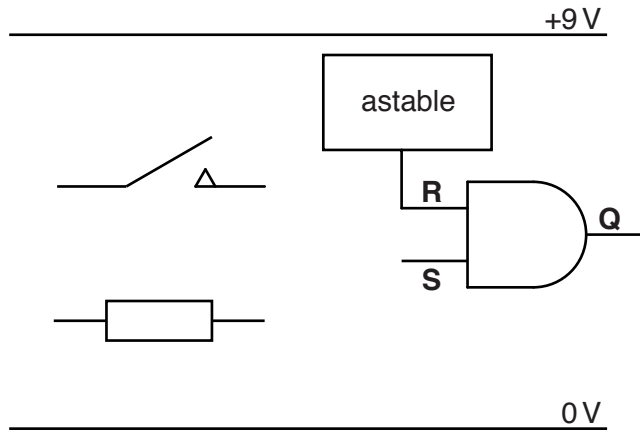 +9 V
astable
R
Q
S
0 V